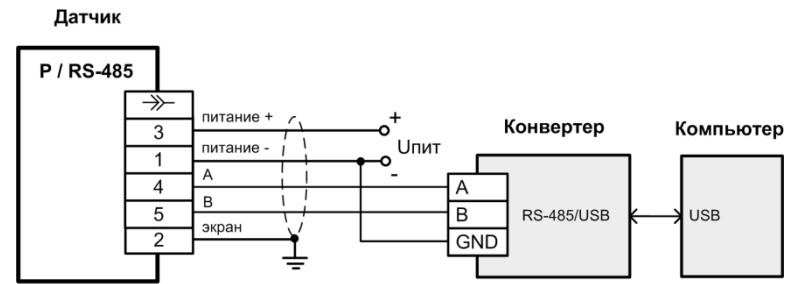 Датчик
P / RS-485
3
1
4
5
2
питание +
питание -
A
B
экран
+
Uпит
-
Конвертер
A
B
GND
RS-485/USB
Компьютер
USB